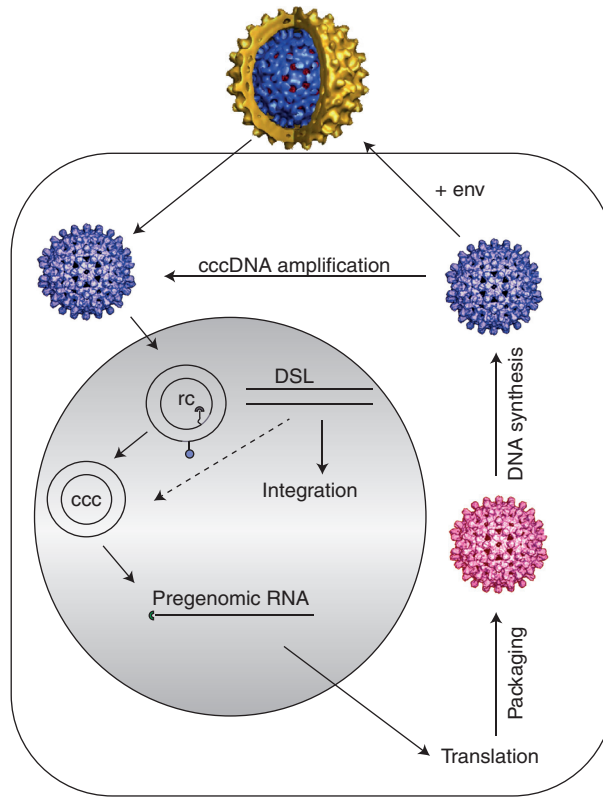 + env
cccDNA amplification
rc
DSL
ccc
Integration
Pregenomic RNA
DNA synthesis
Packaging
Translation